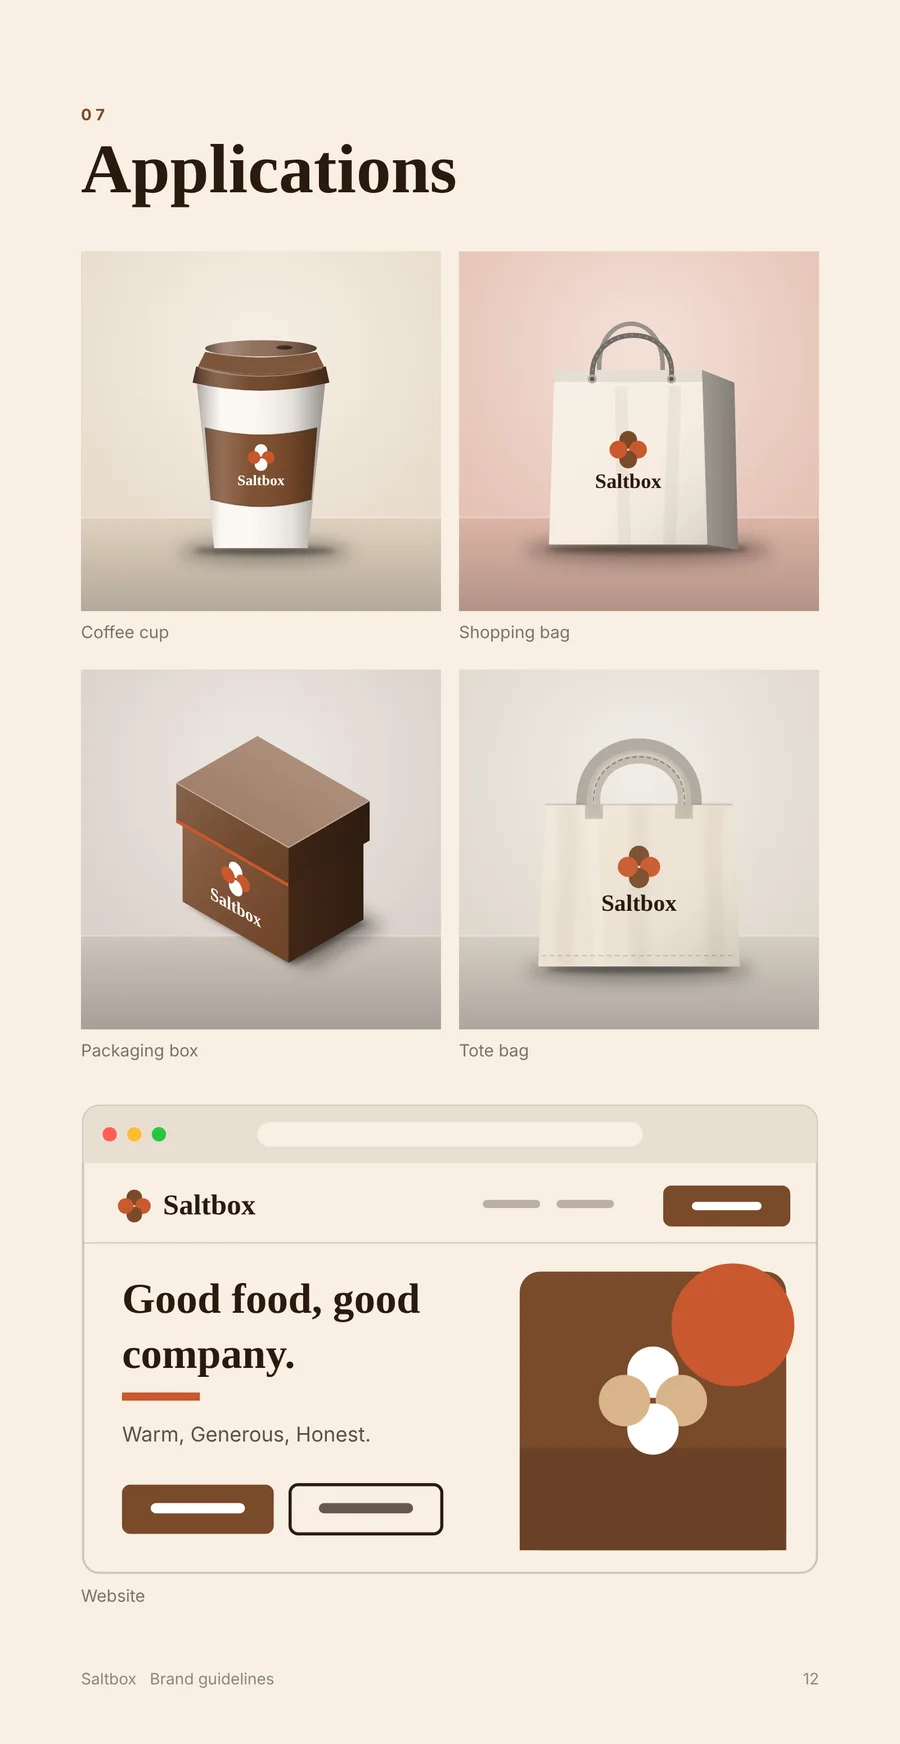 07
Applications
Saltbox
Saltbox
Coffee cup
Shopping bag
Saltbox
Saltbox
Packaging box
Tote bag
Saltbox
Good food, good
company.
Warm, Generous, Honest.
Website
Saltbox Brand guidelines
12